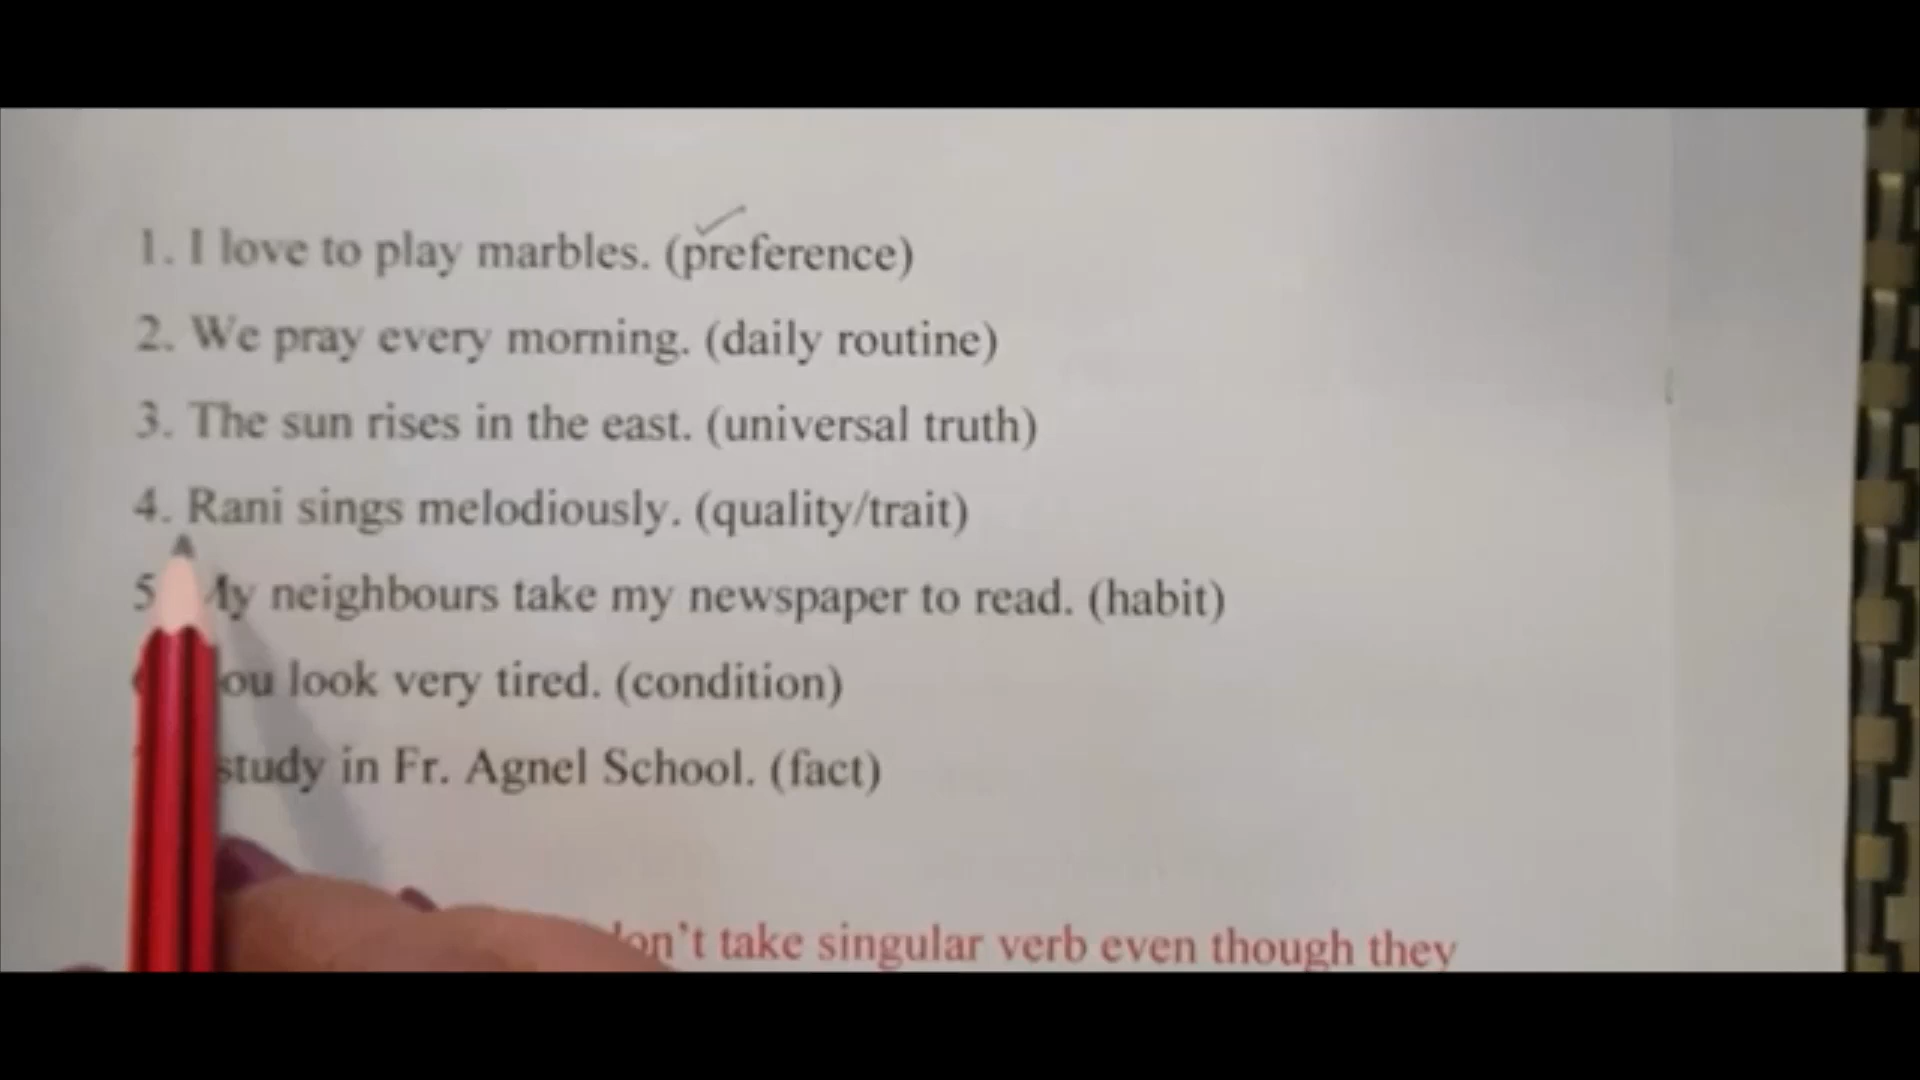 1. I love to play marbles. (preference)
2. We pray every morning. (daily routine)
3. The sun rises in the east. (universal truth)
4. Rani sings melodiously. (quality/trait)
5 My neighbours take my newspaper to read. (habit)
look very tired. (condition)
study in Fr. Agnel School. (fact)
take singular verb even though they